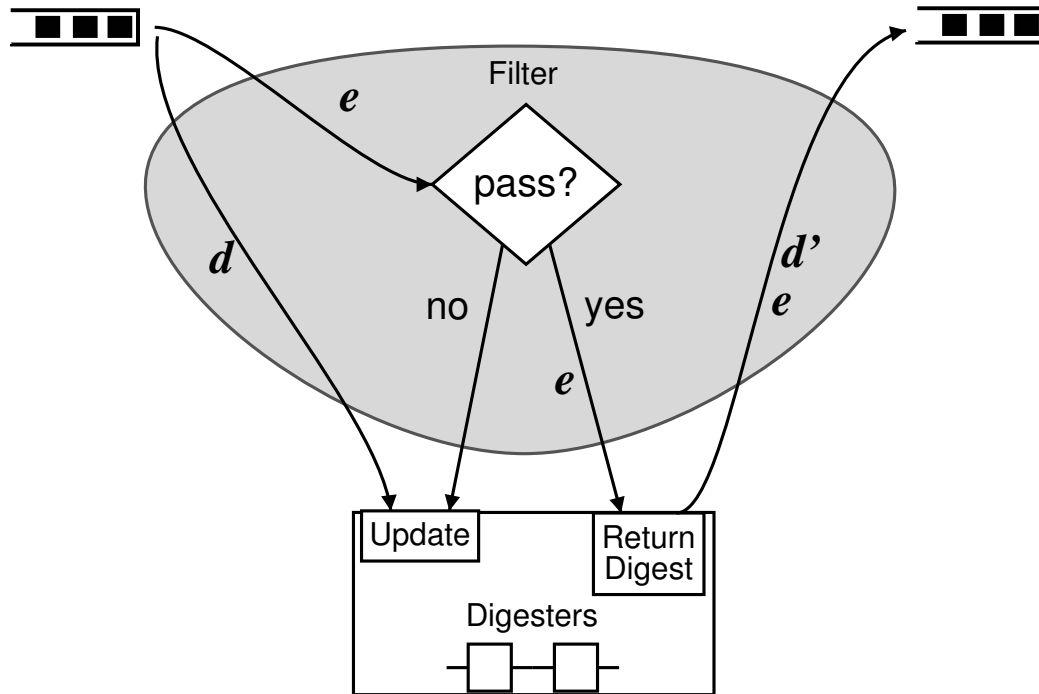 Filter
e
pass?
d
d’
e
no
yes
e
Update
Return
Digest
Digesters